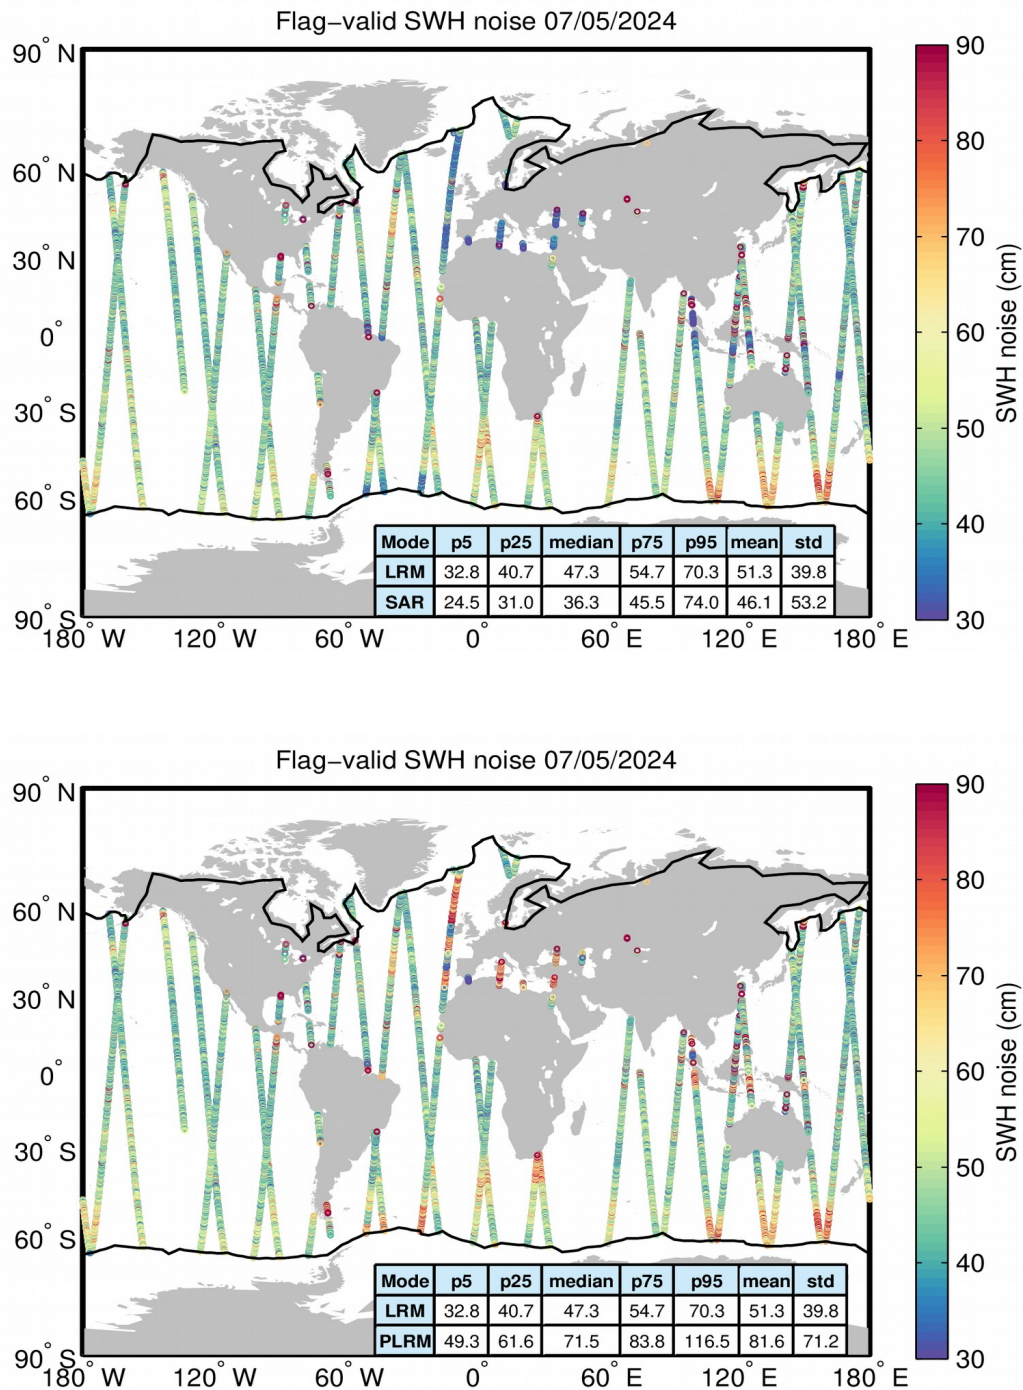 Flag−valid SWH noise 07/05/2024
90° N
60° N
30° N
0°
30° S
60° S
90° S
180° W 120° W 60° W 0° 60° E 120° E 180° E
90
80
70
60
50
40
30
SWH noise (cm)
Mode p5 p25 median p75 p95 mean std
LRM 32.8 40.7 47.3 54.7 70.3 51.3 39.8
SAR 24.5 31.0 36.3 45.5 74.0 46.1 53.2
Flag−valid SWH noise 07/05/2024
90° N
60° N
30° N
0°
30° S
60° S
90° S
180° W 120° W 60° W 0° 60° E 120° E 180° E
90
80
70
60
50
40
30
SWH noise (cm)
Mode p5 p25 median p75 p95 mean std
LRM 32.8 40.7 47.3 54.7 70.3 51.3 39.8
PLRM 49.3 61.6 71.5 83.8 116.5 81.6 71.2